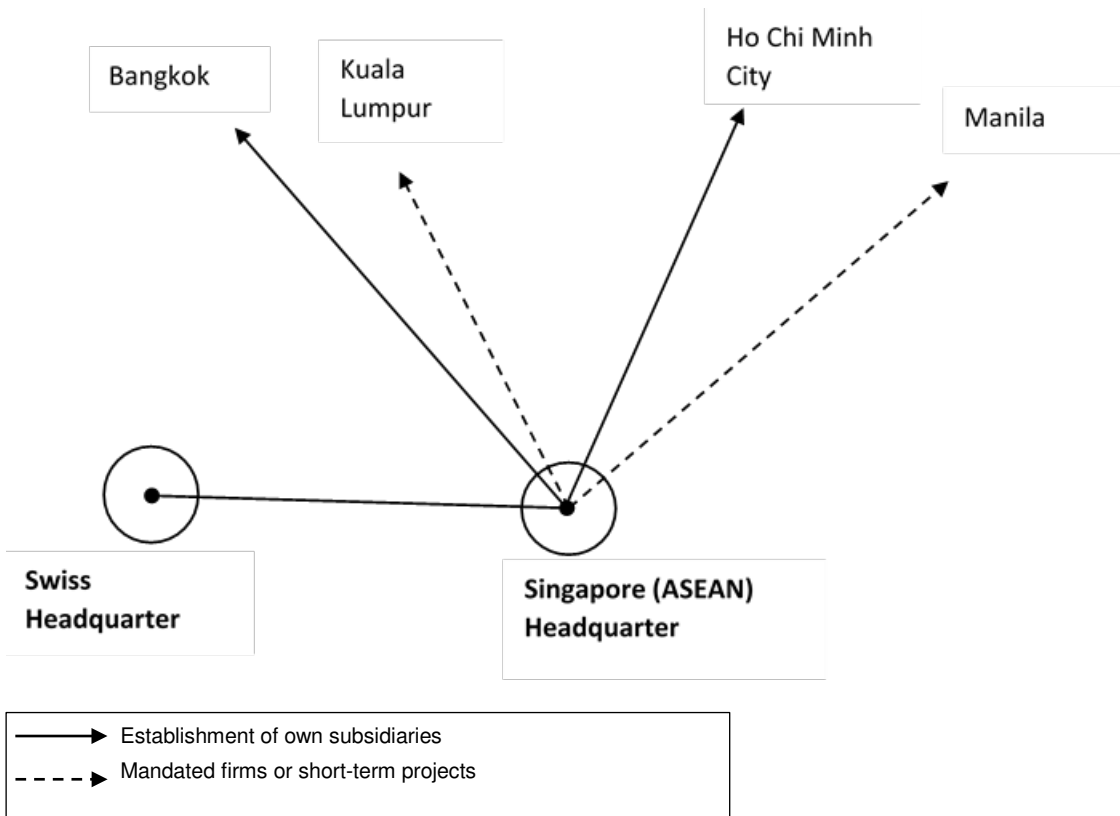 Bangkok
Kuala
Lumpur
Ho Chi Minh
City
Manila
Swiss
Headquarter
Singapore (ASEAN)
Headquarter
Establishment of own subsidiaries
Mandated firms or short-term projects